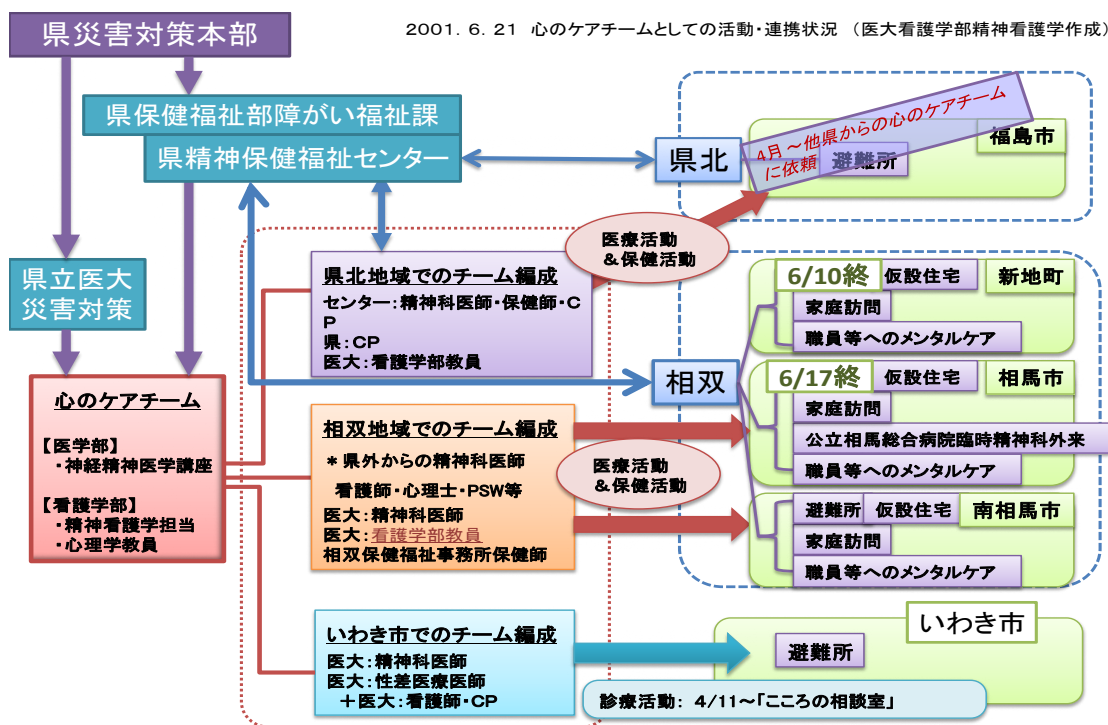 県災害対策本部
2001. 6. 21 心のケアチームとしての活動・連携状況 （医大看護学部精神看護学作成）
県保健福祉部障がい福祉課
県精神保健福祉センター
県北
4月～他県からの心のケアチーム
に依頼
避難所
福島市
県立医大
災害対策
医療活動
＆保健活動
県北地域でのチーム編成
センター：精神科医師・保健師・C
P
県：CP
医大：看護学部教員
相双
6/10終
仮設住宅
新地町
家庭訪問
職員等へのメンタルケア
6/17終
仮設住宅
相馬市
家庭訪問
公立相馬総合病院臨時精神科外来
職員等へのメンタルケア
心のケアチーム
【医学部】
・神経精神医学講座
【看護学部】
・精神看護学担当
・心理学教員
相双地域でのチーム編成
＊県外からの精神科医師
看護師・心理士・PSW等
医大：精神科医師
医大：看護学部教員
相双保健福祉事務所保健師
医療活動
＆保健活動
避難所
仮設住宅
南相馬市
家庭訪問
職員等へのメンタルケア
いわき市でのチーム編成
医大：精神科医師
医大：性差医療医師
＋医大：看護師・CP
いわき市
避難所
診療活動： 4/11～「こころの相談室」